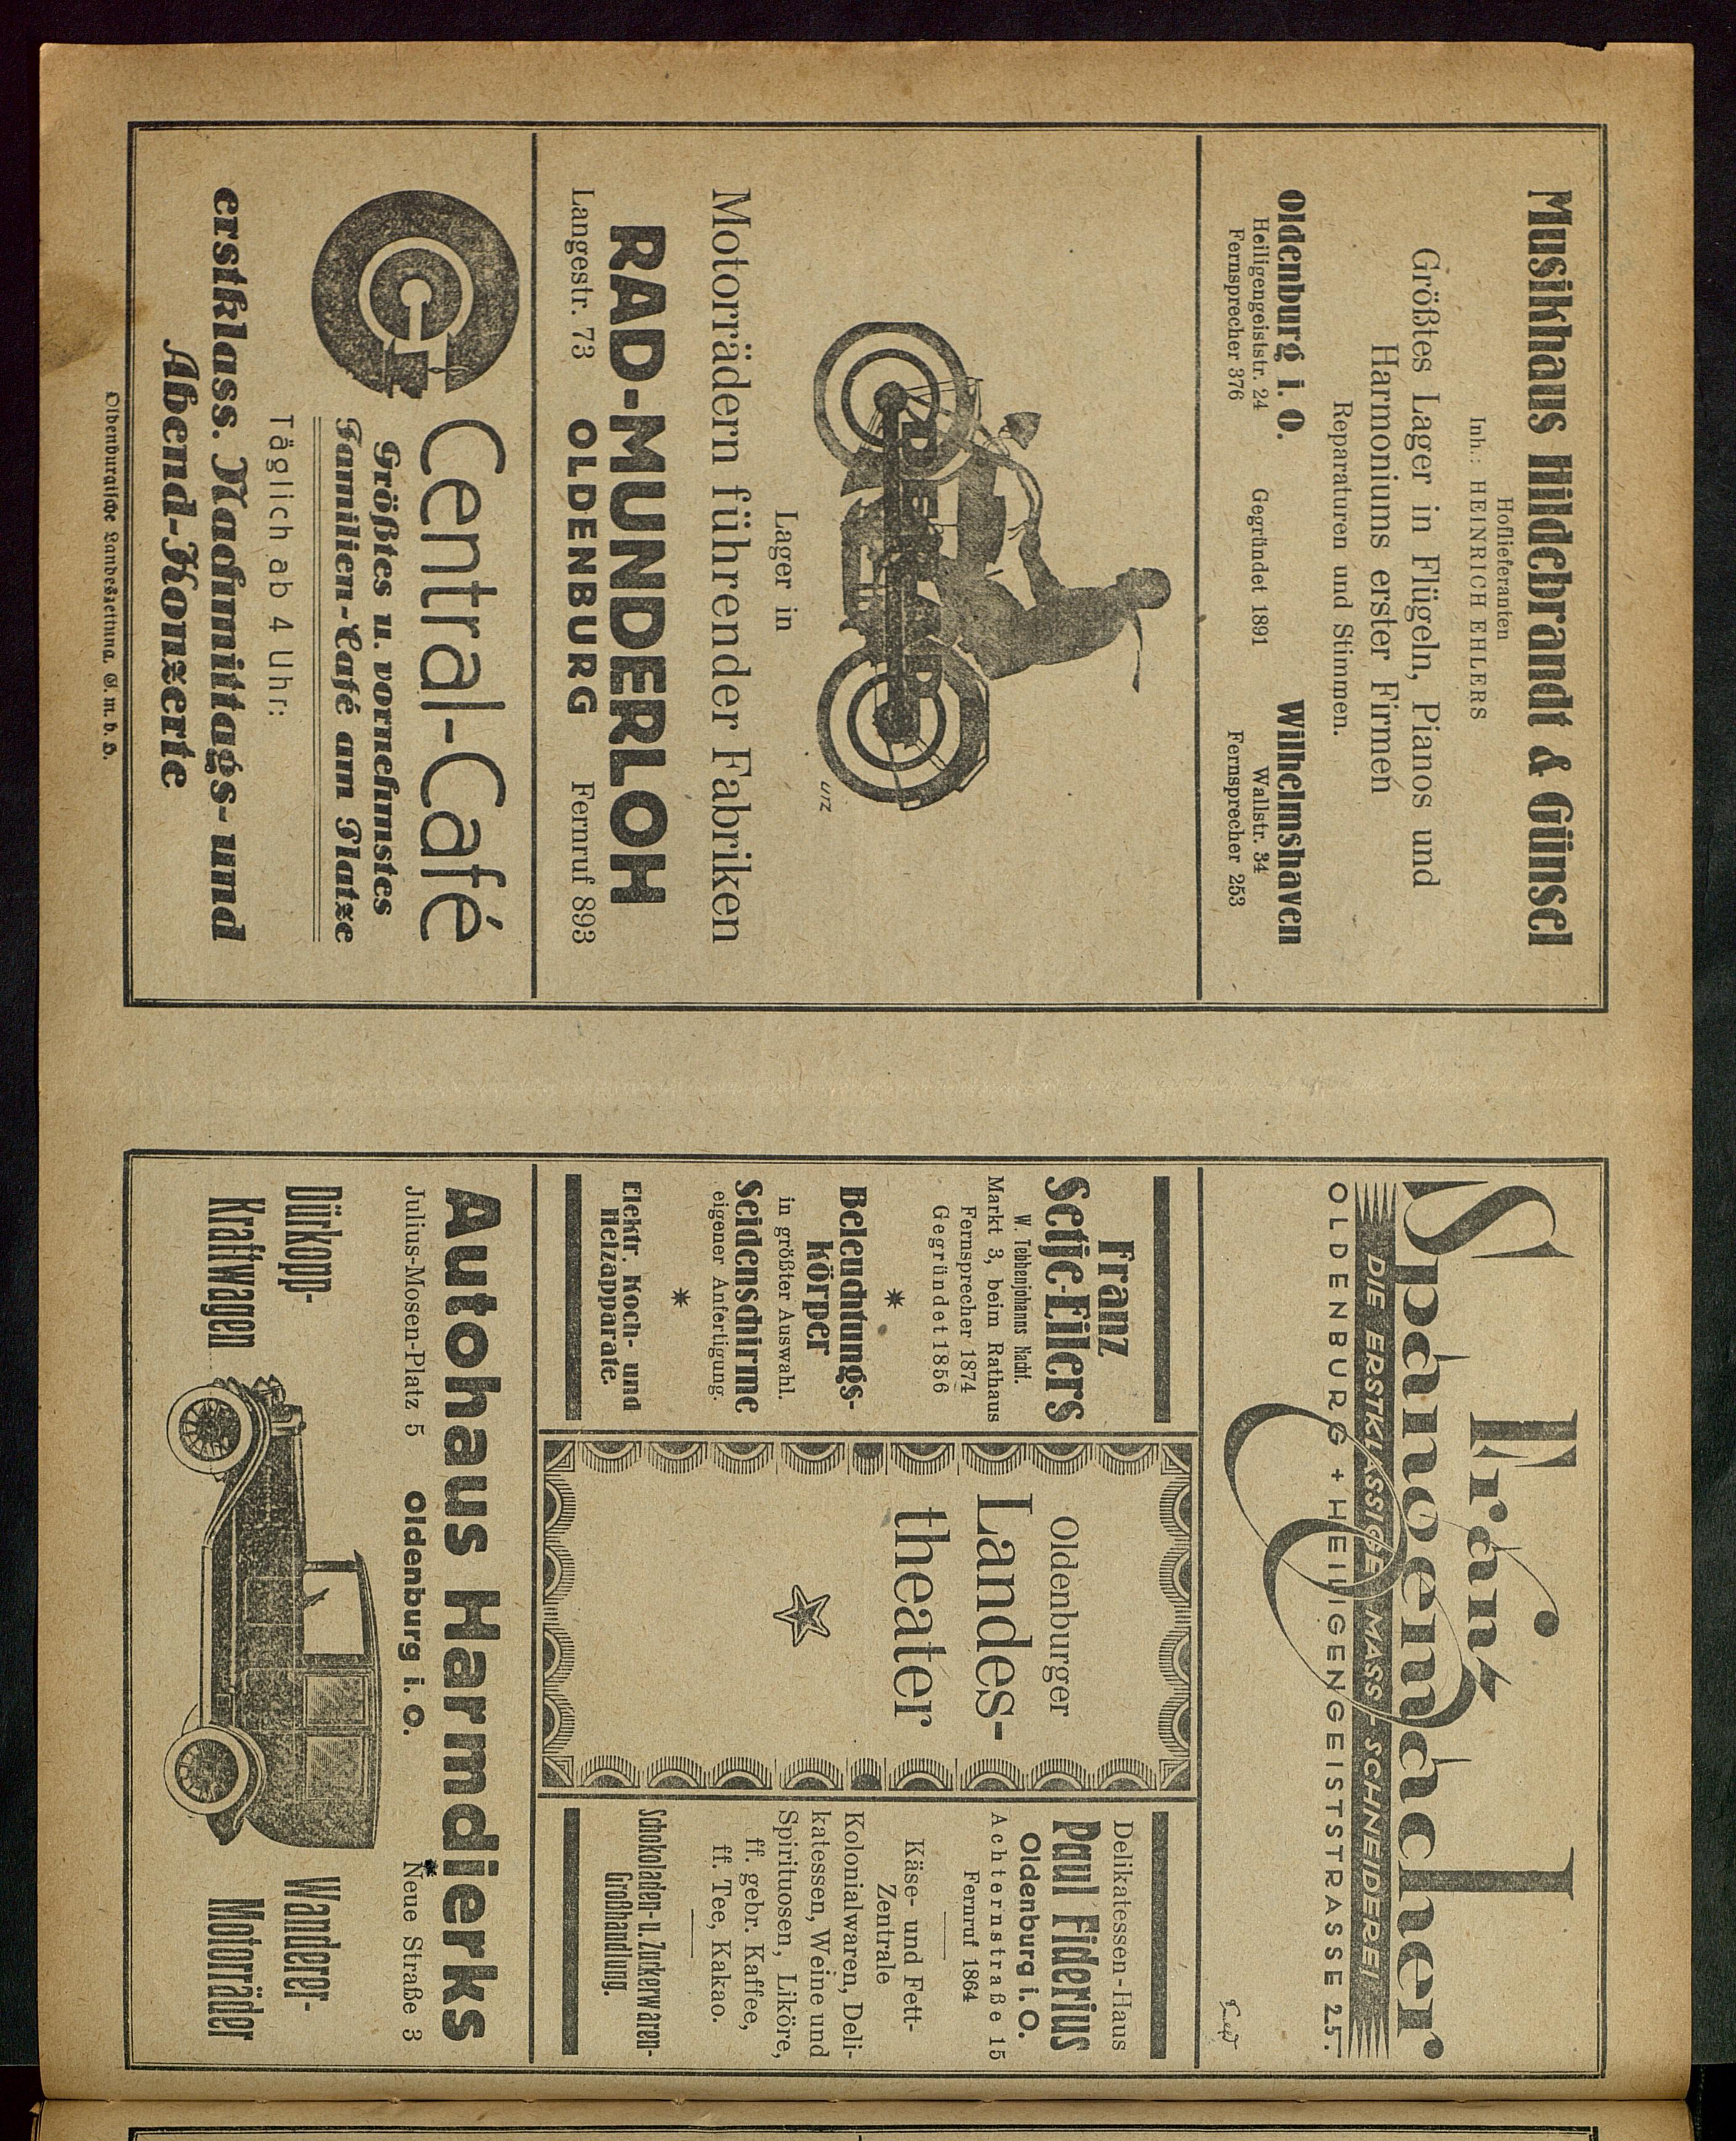 Musikhaus Hildebrandt & Günsel
Hoflieferanten
Inh.: HEINRICH EHLERS
Größtes Lager in Flügeln, Pianos und
Harmoniums erster Firmen
Reparaturen und Stimmen.
Oldenburg i. O.
Heiligengeiststr. 24
Fernsprecher 376
Gegründet 1891
Wilhelmshaven
Wallstr. 34
Fernsprecher 253
Lager in
Motorrädern führender Fabriken
RAD-MUNDERLOH
Langestr. 73 OLDENBURG Fernruf 893
Central-Café
Größtes u. vornehmstes
Familien-Café am Platze
Täglich ab 4 Uhr:
erstklass. Nachmittags- und
Abend-Konzerte
Oldenburgische Landeszeitung, G. m. b. H.
Franz
Spandendacher
DIE ERSTKLASSIGE MASS-SCHNEIDEREI
OLDENBURG + HEILIGENGEISTSTRASSE 25.
Franz
Setje-Eilers
W. Tebbenjohanns Nachf.
Markt 3, beim Rathaus
Fernsprecher 1874
Gegründet 1856
Beleuchtungs-
körper
in größter Auswahl.
Seidenschirme
eigener Anfertigung.
Elektr. Koch- und
Heizapparate.
Oldenburger
Landes-
theater
Delikatessen-Haus
Paul Fiderius
Oldenburg i. O.
Achternstraße 15
Fernruf 1864
Käse- und Fett-
Zentrale
Kolonialwaren, Deli-
katessen, Weine und
Spirituosen, Liköre,
ff. gebr. Kaffee,
ff. Tee, Kakao.
Schokoladen- u. Zuckerwaren-
Großhandlung.
Autohaus Harmdierks
Julius-Mosen-Platz 5 Oldenburg i. O. Neue Straße 3
Dürkopp-
Kraftwagen
Wanderer-
Motorräder